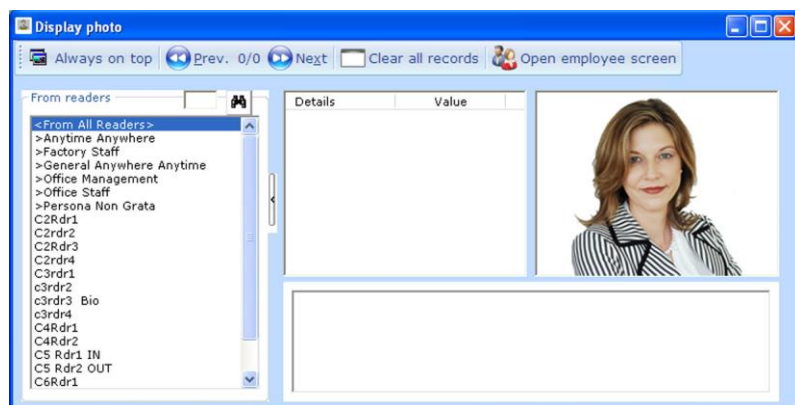 Display photo
Always on top Prev. 0/0 Next Clear all records Open employee screen
From readers
<From All Readers>
>Anytime Anywhere
>Factory Staff
>General Anywhere Anytime
>Office Management
>Office Staff
>Persona Non Grata
C2Rdr1
C2rdr2
C2Rdr3
C2rdr4
C3rdr1
c3rdr2
c3rdr3 Bio
c3rdr4
C4Rdr1
C4Rdr2
C5 Rdr1 IN
C5 Rdr2 OUT
C6Rdr1
Details Value